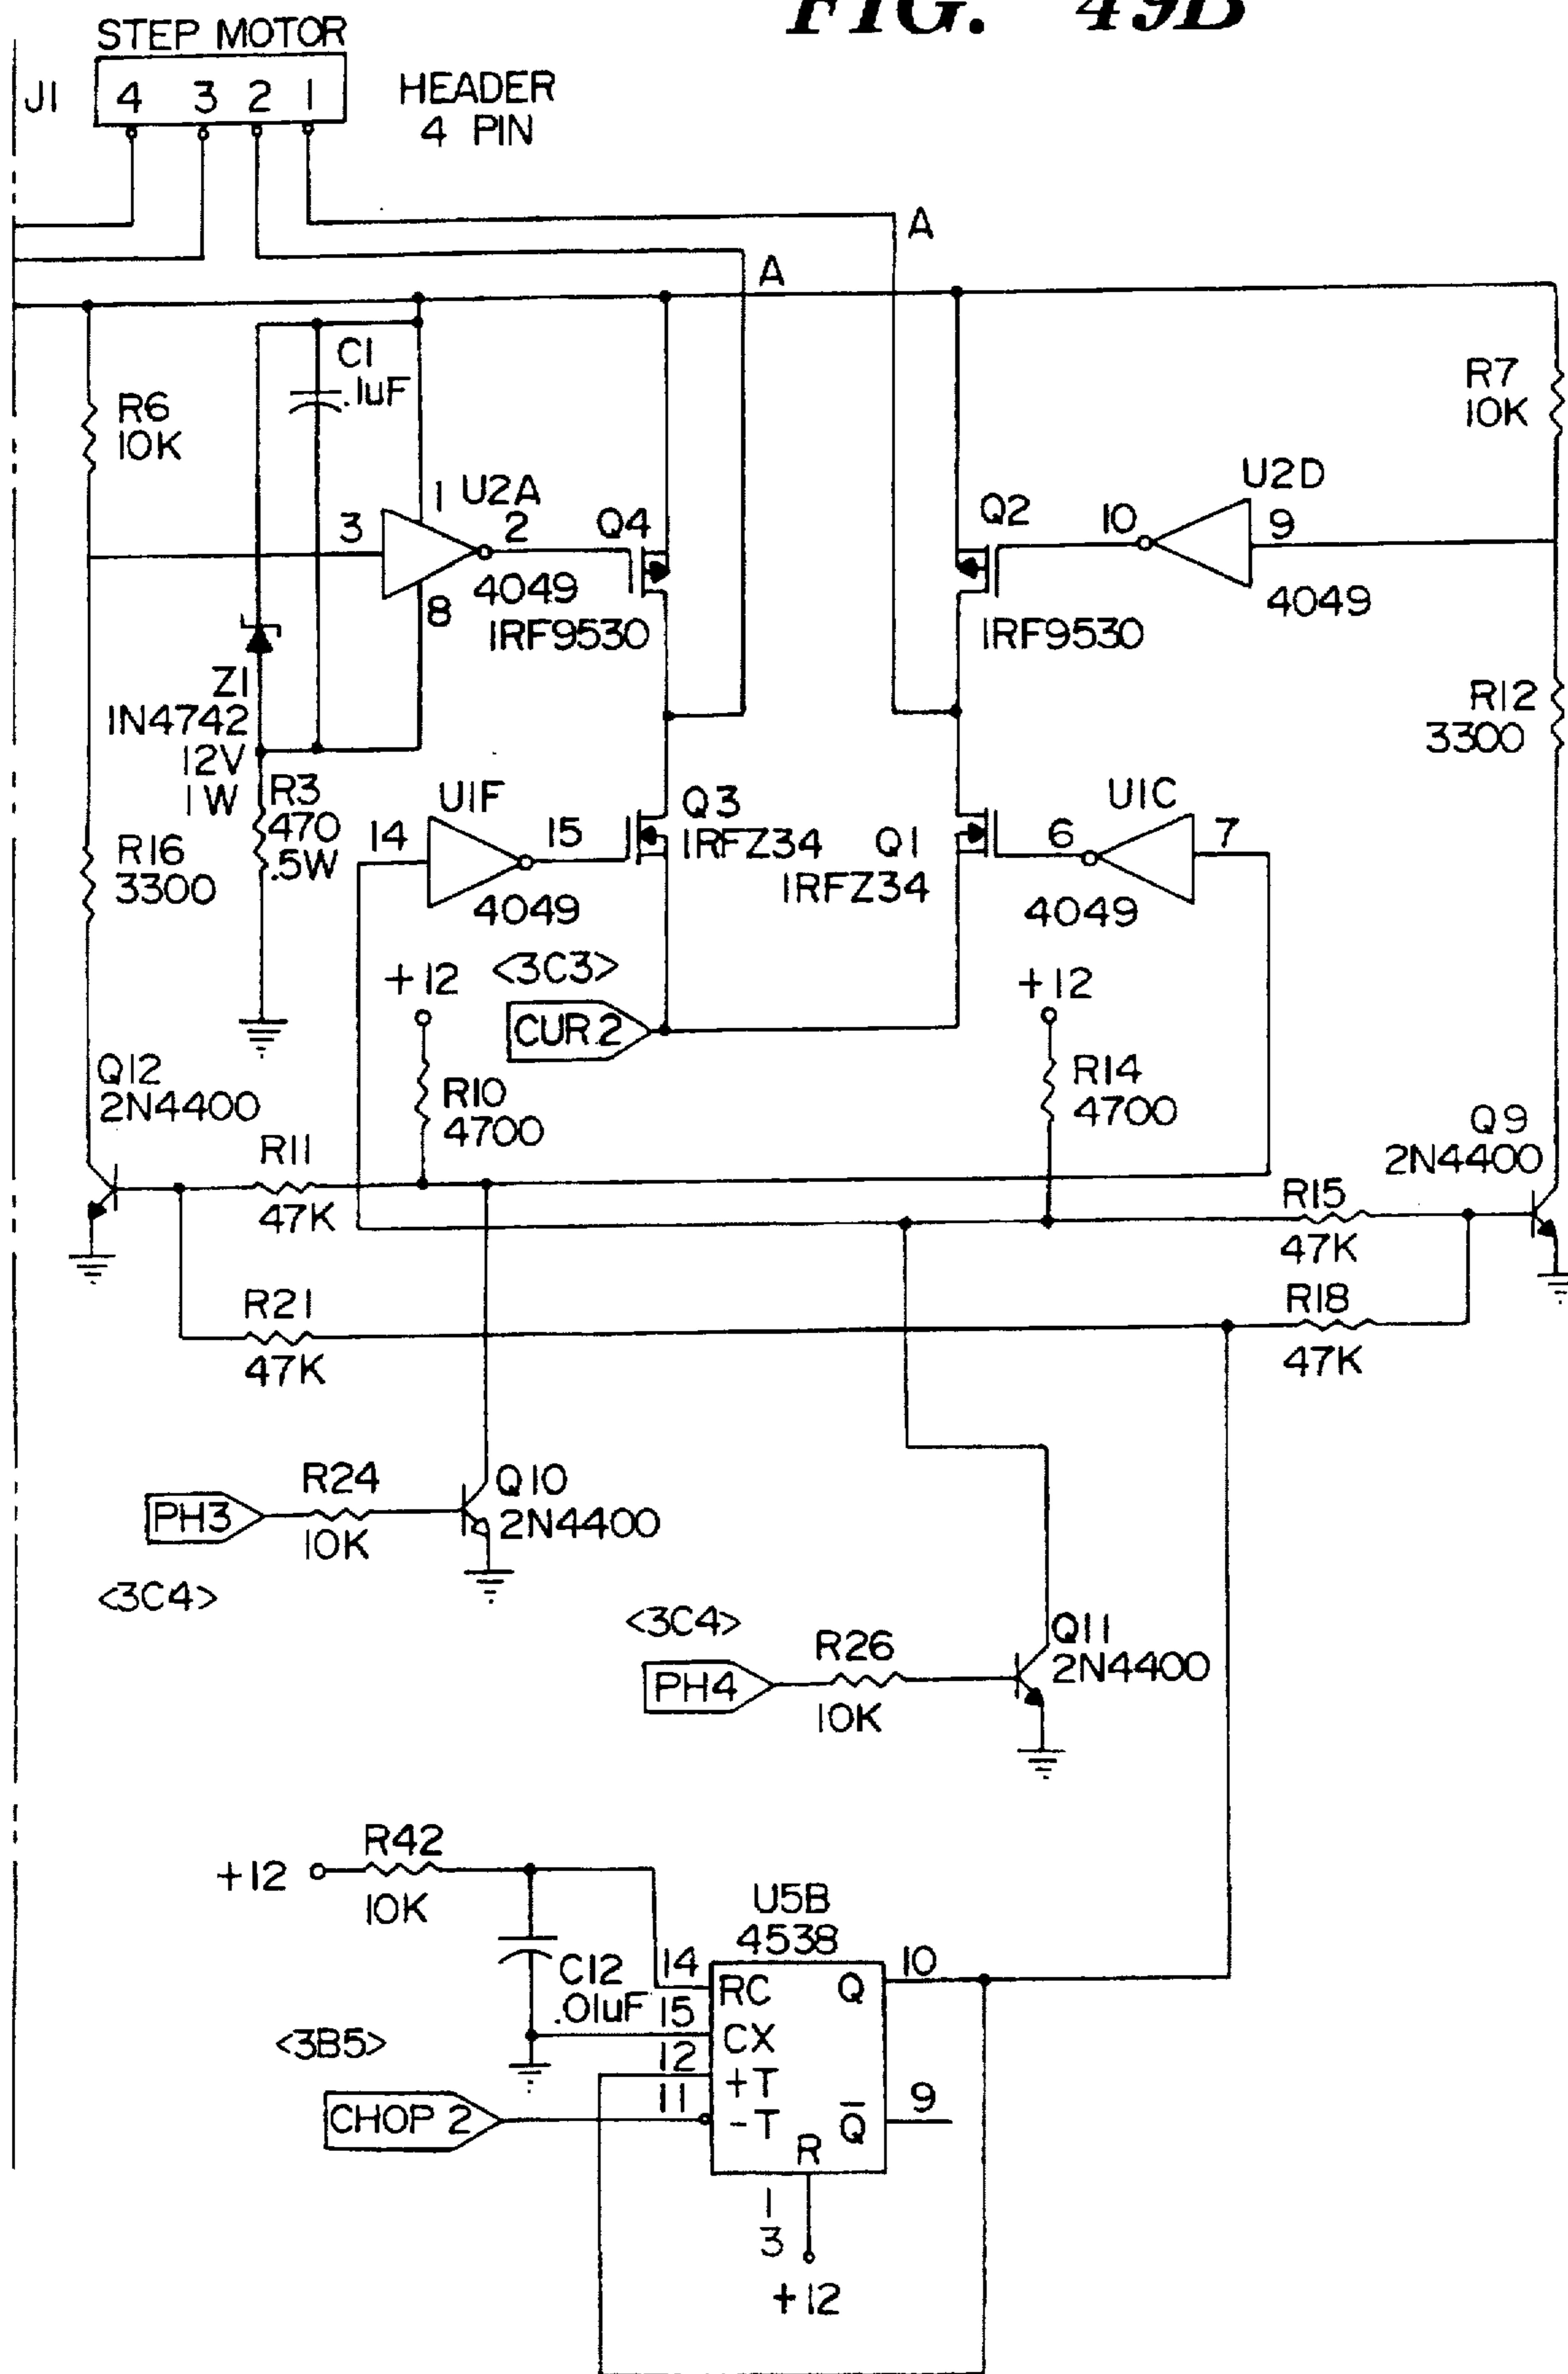 FIG. 49B
STEP MOTOR
J1 4 3 2 1
HEADER
4 PIN
A
A
C1
.1uF
R6
10K
R7
10K
1 U2A
3 2
4049
8
Q4
IRF9530
Q2
IRF9530
10 U2D 9
4049
Z1
1N4742
12V
1W
R3
470
.5W
R12
3300
R16
3300
U1F
14 15
4049
Q3
IRFZ34
Q1
IRFZ34
U1C
6 7
4049
<3C3>
CUR 2
+12
+12
R10
4700
R14
4700
Q12
2N4400
Q9
2N4400
R11
47K
R15
47K
R21
47K
R18
47K
PH3
R24
10K
Q10
2N4400
<3C4>
<3C4>
PH4
R26
10K
Q11
2N4400
+12
R42
10K
C12
.01uF
U5B
4538
14 RC Q 10
15 CX
12 +T
11 -T Q̅ 9
R
<3B5>
CHOP 2
1
3
+12